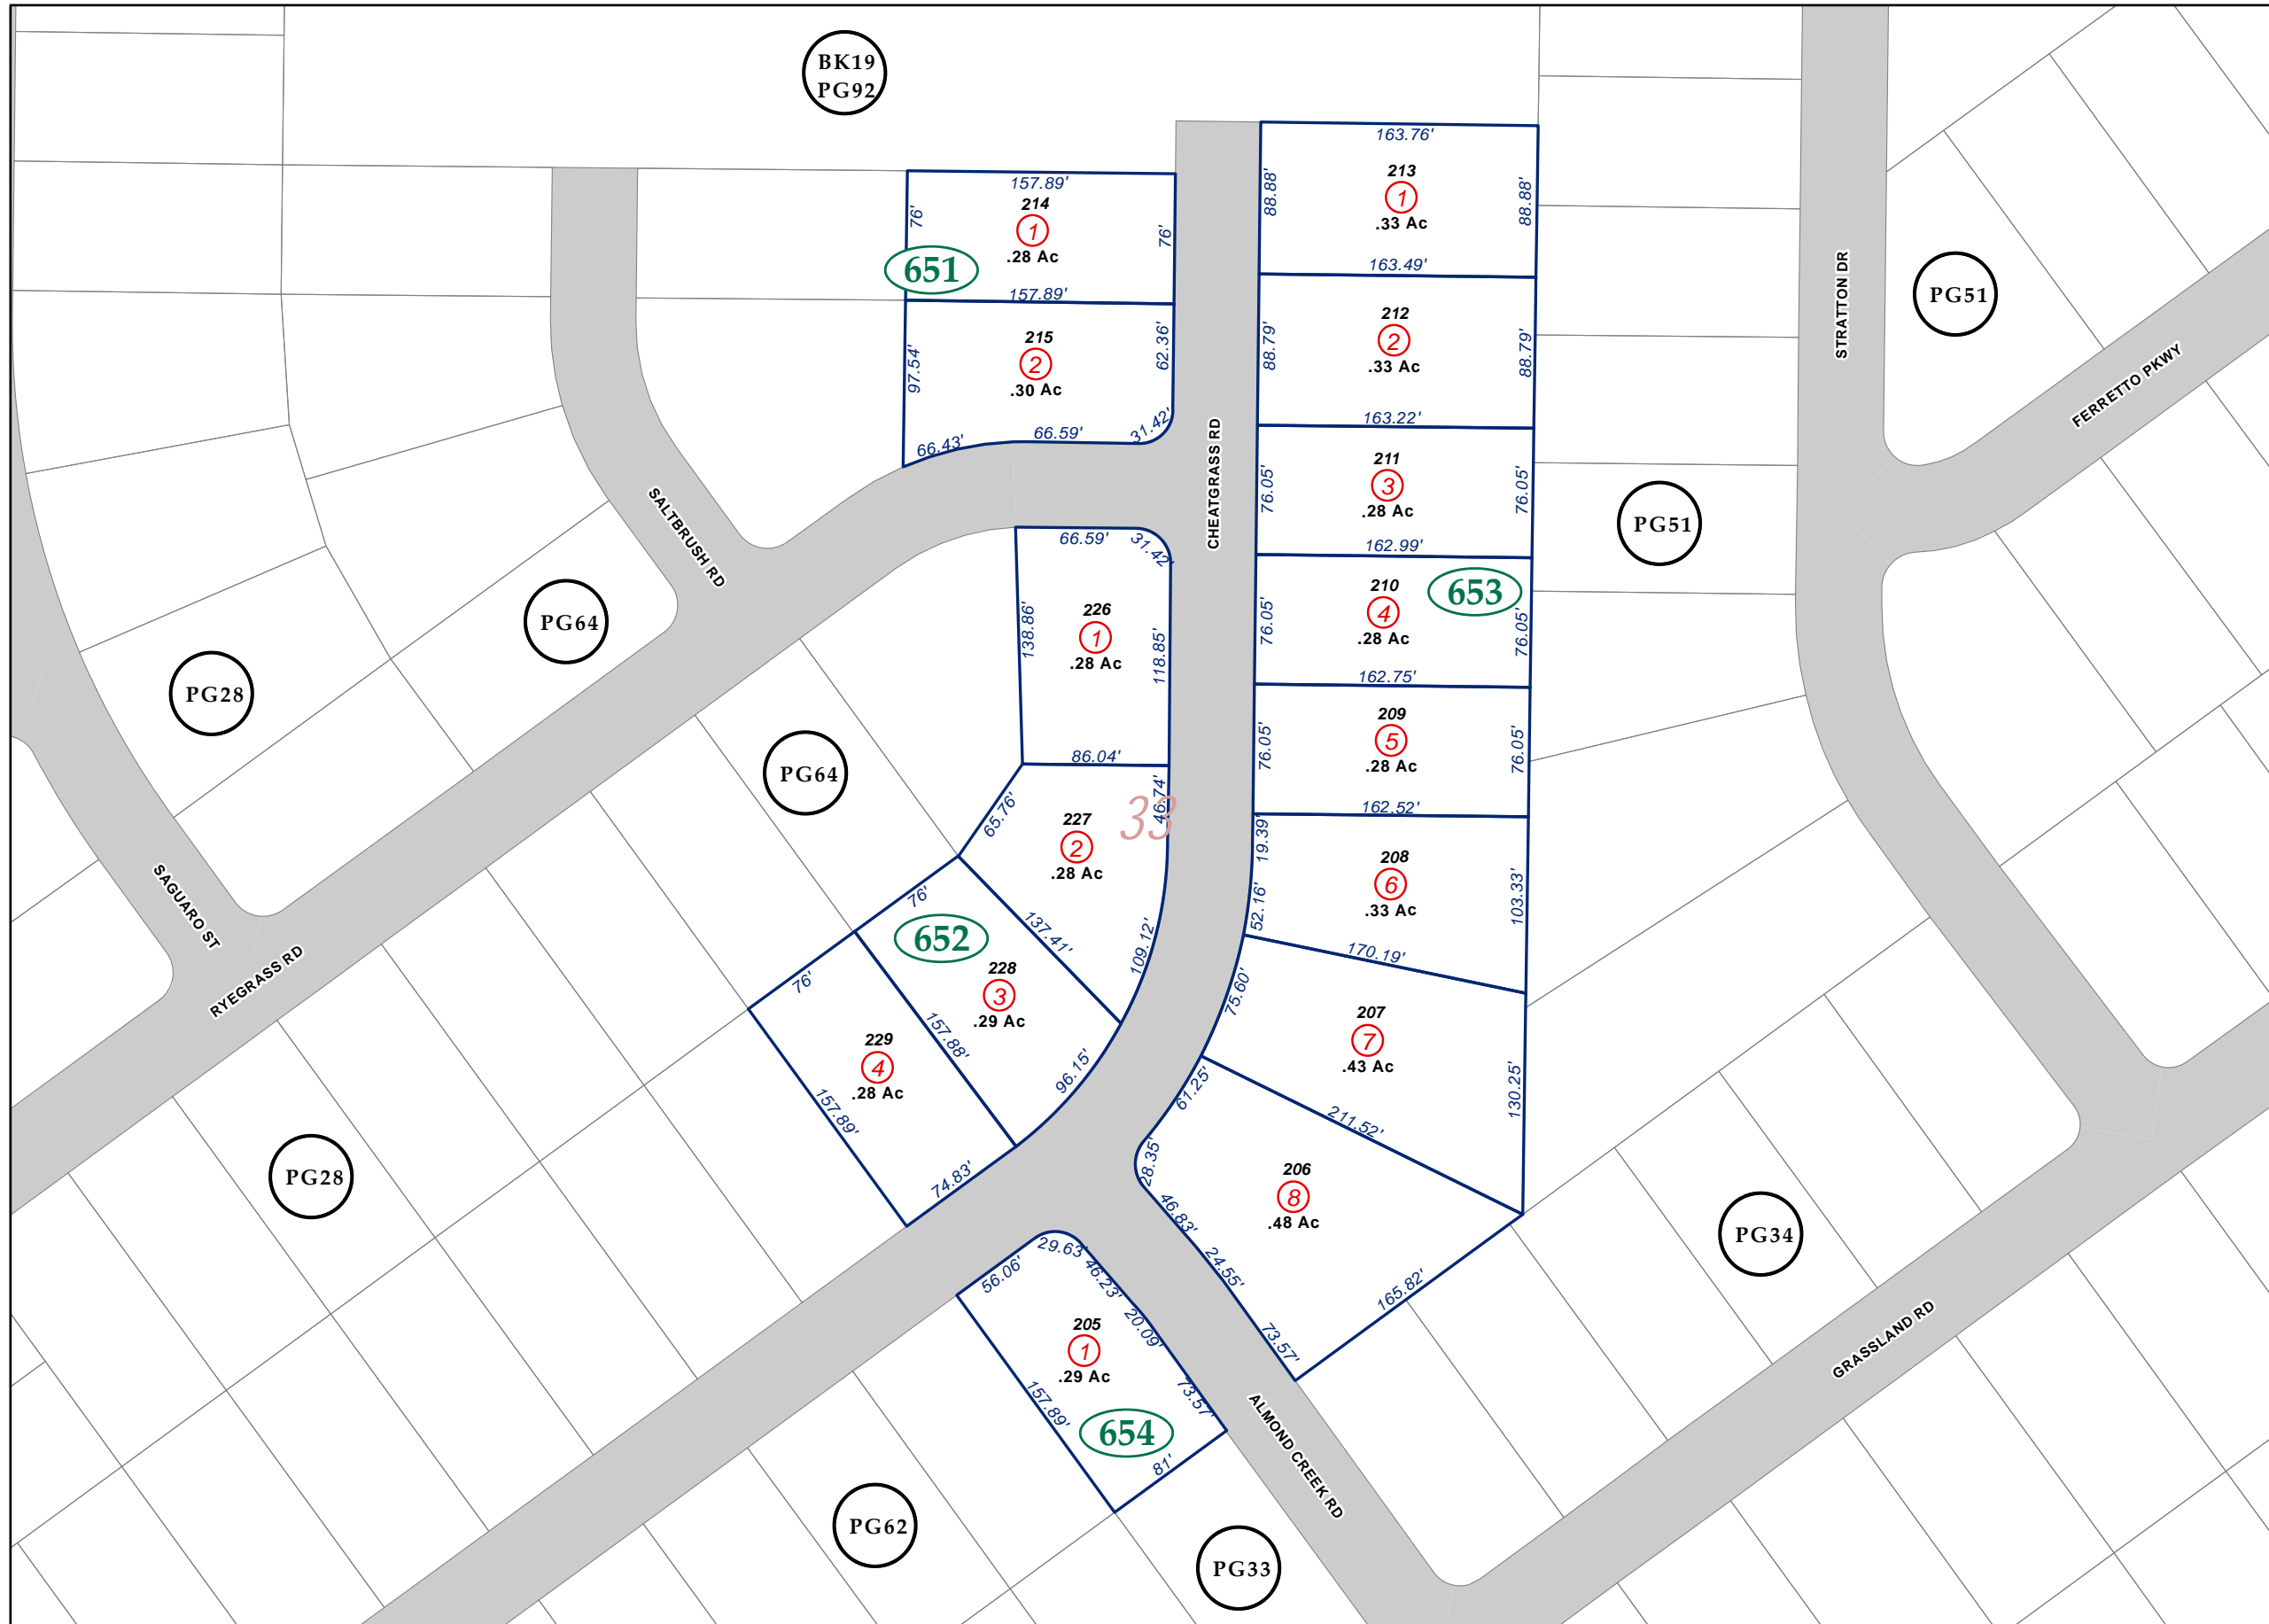 BK19
PG92
163.76'
213
1
.33 Ac
88.88'
88.88'
163.49'
157.89'
214
1
.28 Ac
76'
76'
651
157.89'
215
2
.30 Ac
97.54'
62.36'
66.43'
66.59'
31.42'
212
2
.33 Ac
88.79'
88.79'
163.22'
211
3
.28 Ac
76.05'
76.05'
162.99'
210
4
.28 Ac
653
76.05'
76.05'
162.75'
209
5
.28 Ac
76.05'
76.05'
162.52'
208
6
.33 Ac
19.39'
52.16'
103.33'
170.19'
207
7
.43 Ac
75.60'
130.25'
211.52'
206
8
.48 Ac
61.25'
28.35'
46.83'
24.55'
73.57'
165.82'
66.59'
31.42'
226
1
.28 Ac
138.86'
118.85'
86.04'
227
2
.28 Ac
65.76'
46.74'
33
109.12'
137.41'
76'
652
228
3
.29 Ac
96.15'
157.88'
76'
229
4
.28 Ac
157.89'
74.83'
56.06'
29.63'
46.23'
20.09'
73.57'
205
1
.29 Ac
157.89'
654
81'
CHEATGRASS RD
STRATTON DR
FERRETTO PKWY
SALTBRUSH RD
SAGUARO ST
RYEGRASS RD
ALMOND CREEK RD
GRASSLAND RD
PG51
PG51
PG64
PG28
PG64
PG28
PG34
PG62
PG33